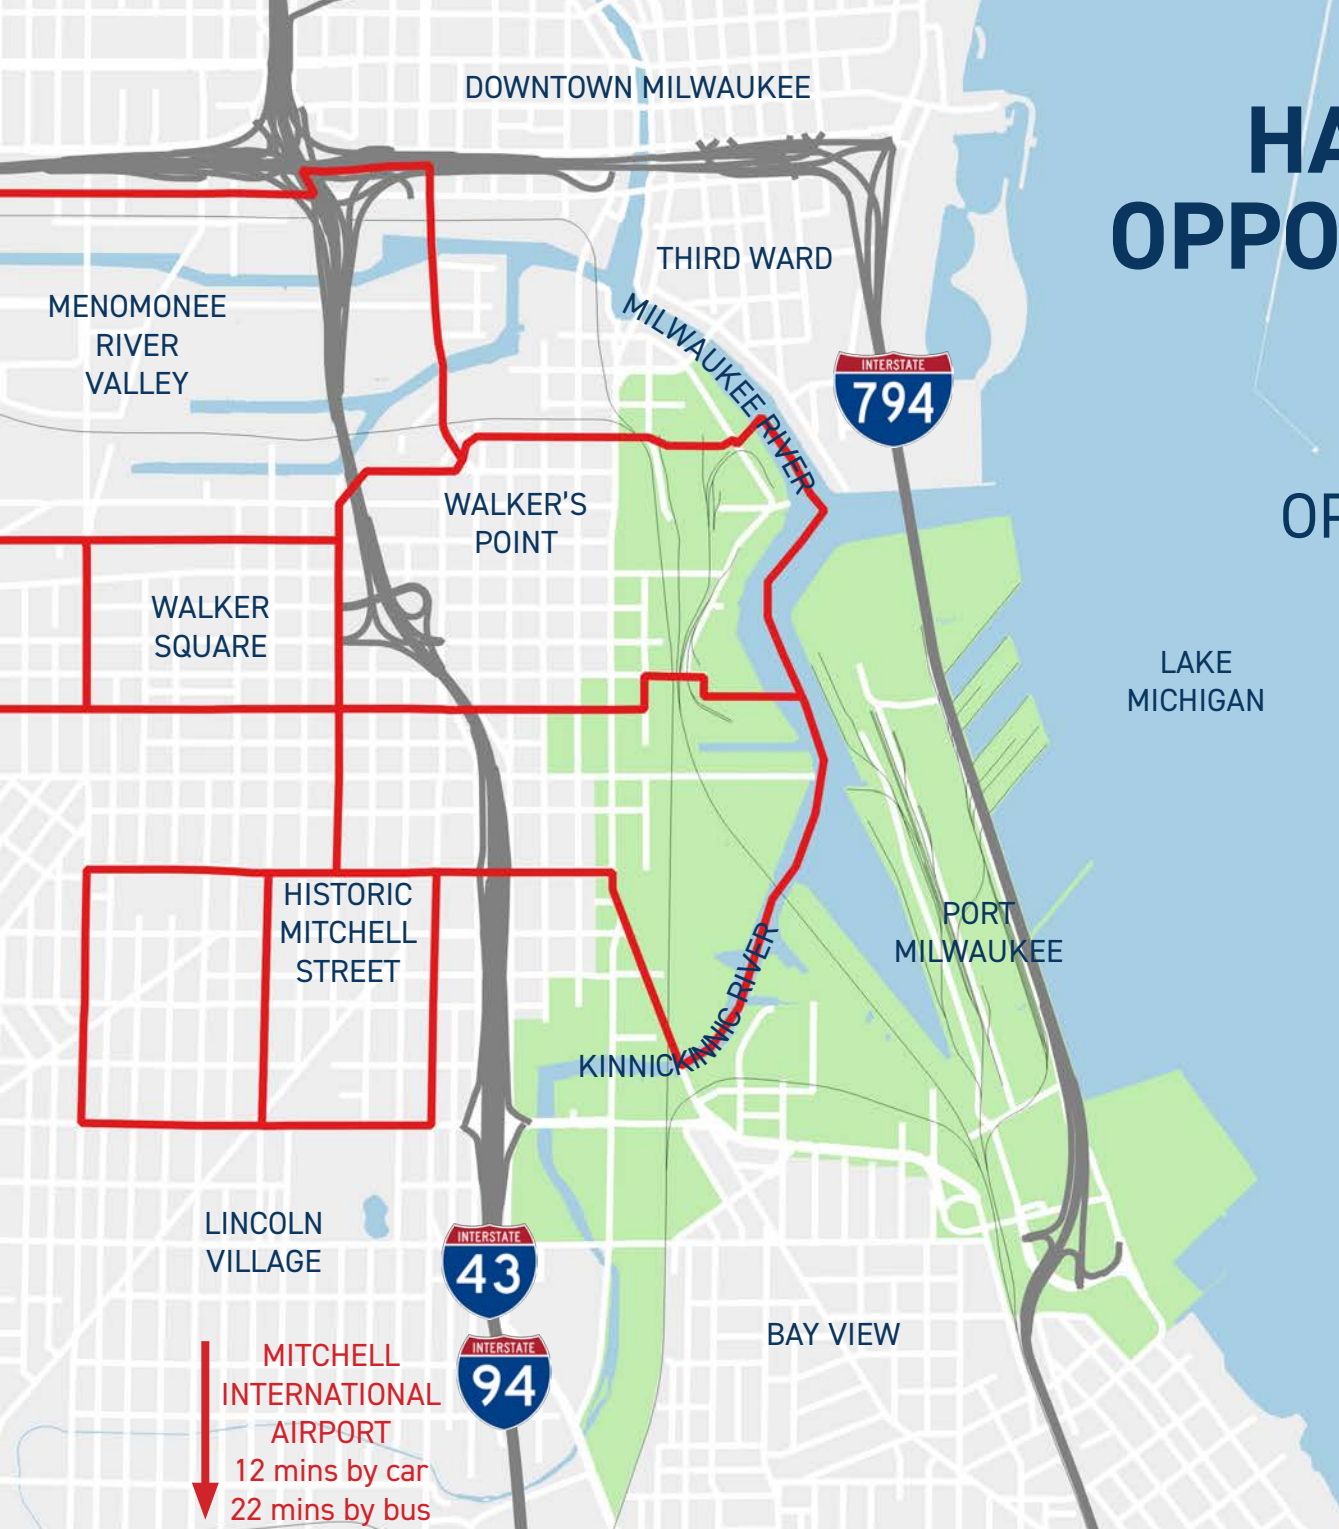 DOWNTOWN MILWAUKEE
HA
OPPO
THIRD WARD
MENOMONEE
RIVER
VALLEY
MILWAUKEE RIVER
INTERSTATE
794
WALKER'S
POINT
OP
WALKER
SQUARE
LAKE
MICHIGAN
HISTORIC
MITCHELL
STREET
PORT
MILWAUKEE
KINNICKINNIC RIVER
LINCOLN
VILLAGE
INTERSTATE
43
BAY VIEW
INTERSTATE
94
MITCHELL
INTERNATIONAL
AIRPORT
12 mins by car
22 mins by bus